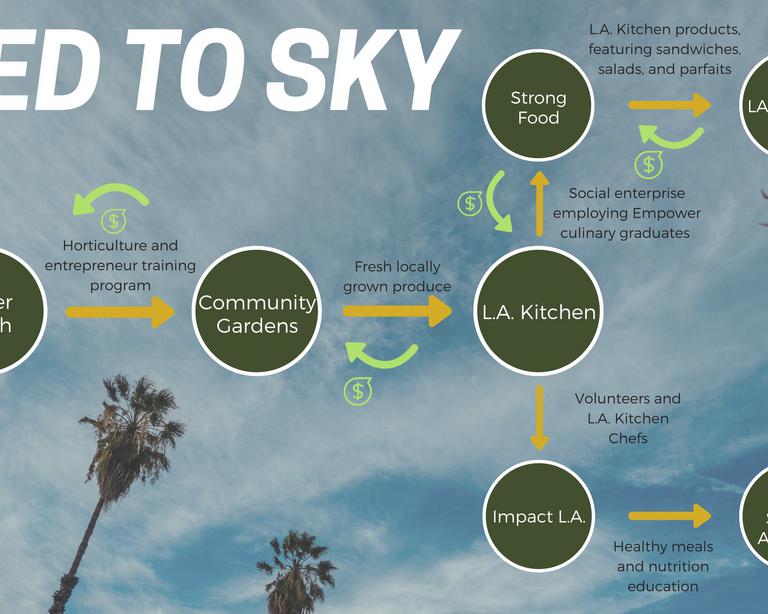 ED TO SKY
L.A. Kitchen products,
featuring sandwiches,
salads, and parfaits
Strong
Food
LA
$
$
Social enterprise
employing Empower
culinary graduates
$
Horticulture and
entrepreneur training
program
er
h
Community
Gardens
Fresh locally
grown produce
$
L.A. Kitchen
Volunteers and
L.A. Kitchen
Chefs
Impact L.A.
Healthy meals
and nutrition
education
A